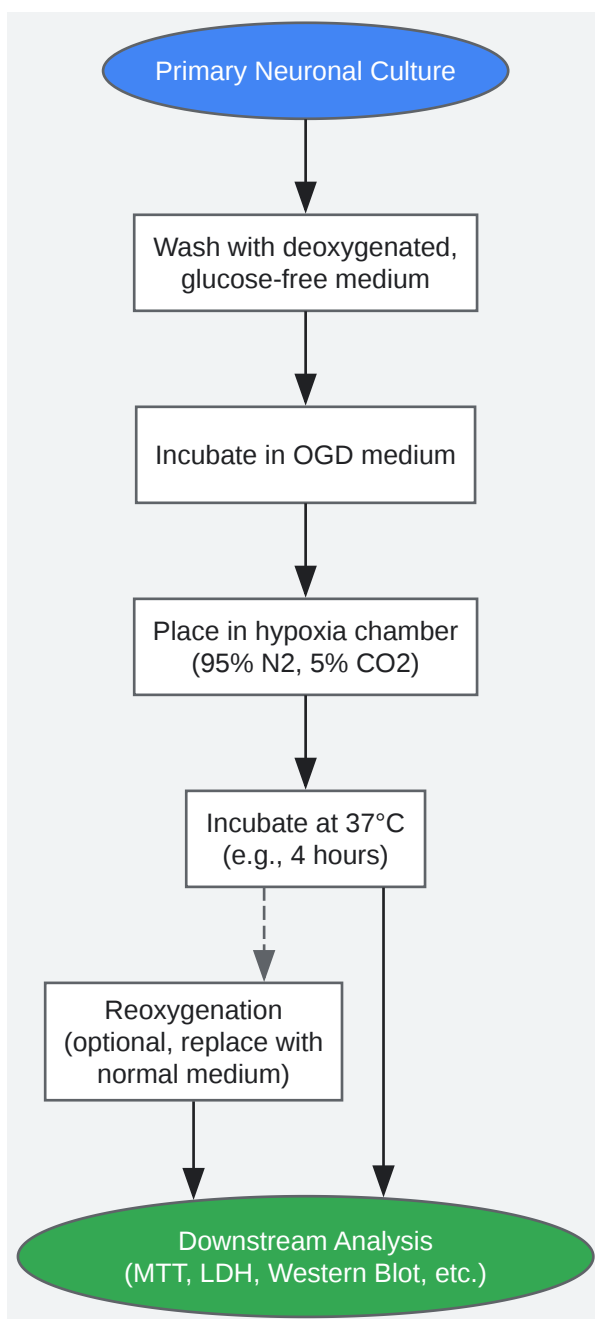 Primary Neuronal Culture
Wash with deoxygenated,
glucose-free medium
Incubate in OGD medium
Place in hypoxia chamber
(95% N2, 5% CO2)
Incubate at 37°C
(e.g., 4 hours)
Reoxygenation
(optional, replace with
normal medium)
Downstream Analysis
(MTT, LDH, Western Blot, etc.)